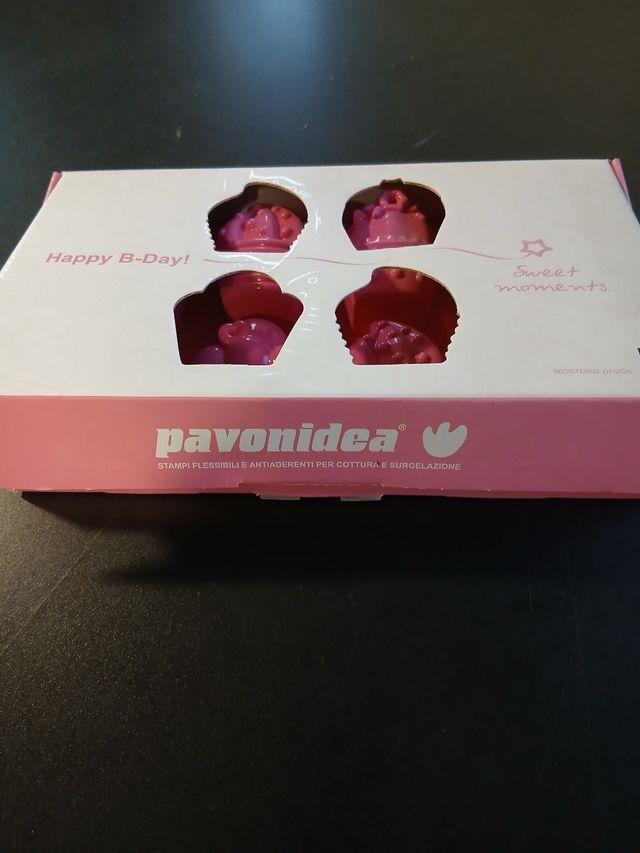 Happy B-Day!
Sweet
moments...
REGISTERED DESIGN
pavonidea®
STAMPI FLESSIBILI E ANTIADERENTI PER COTTURA E SURGELAZIONE